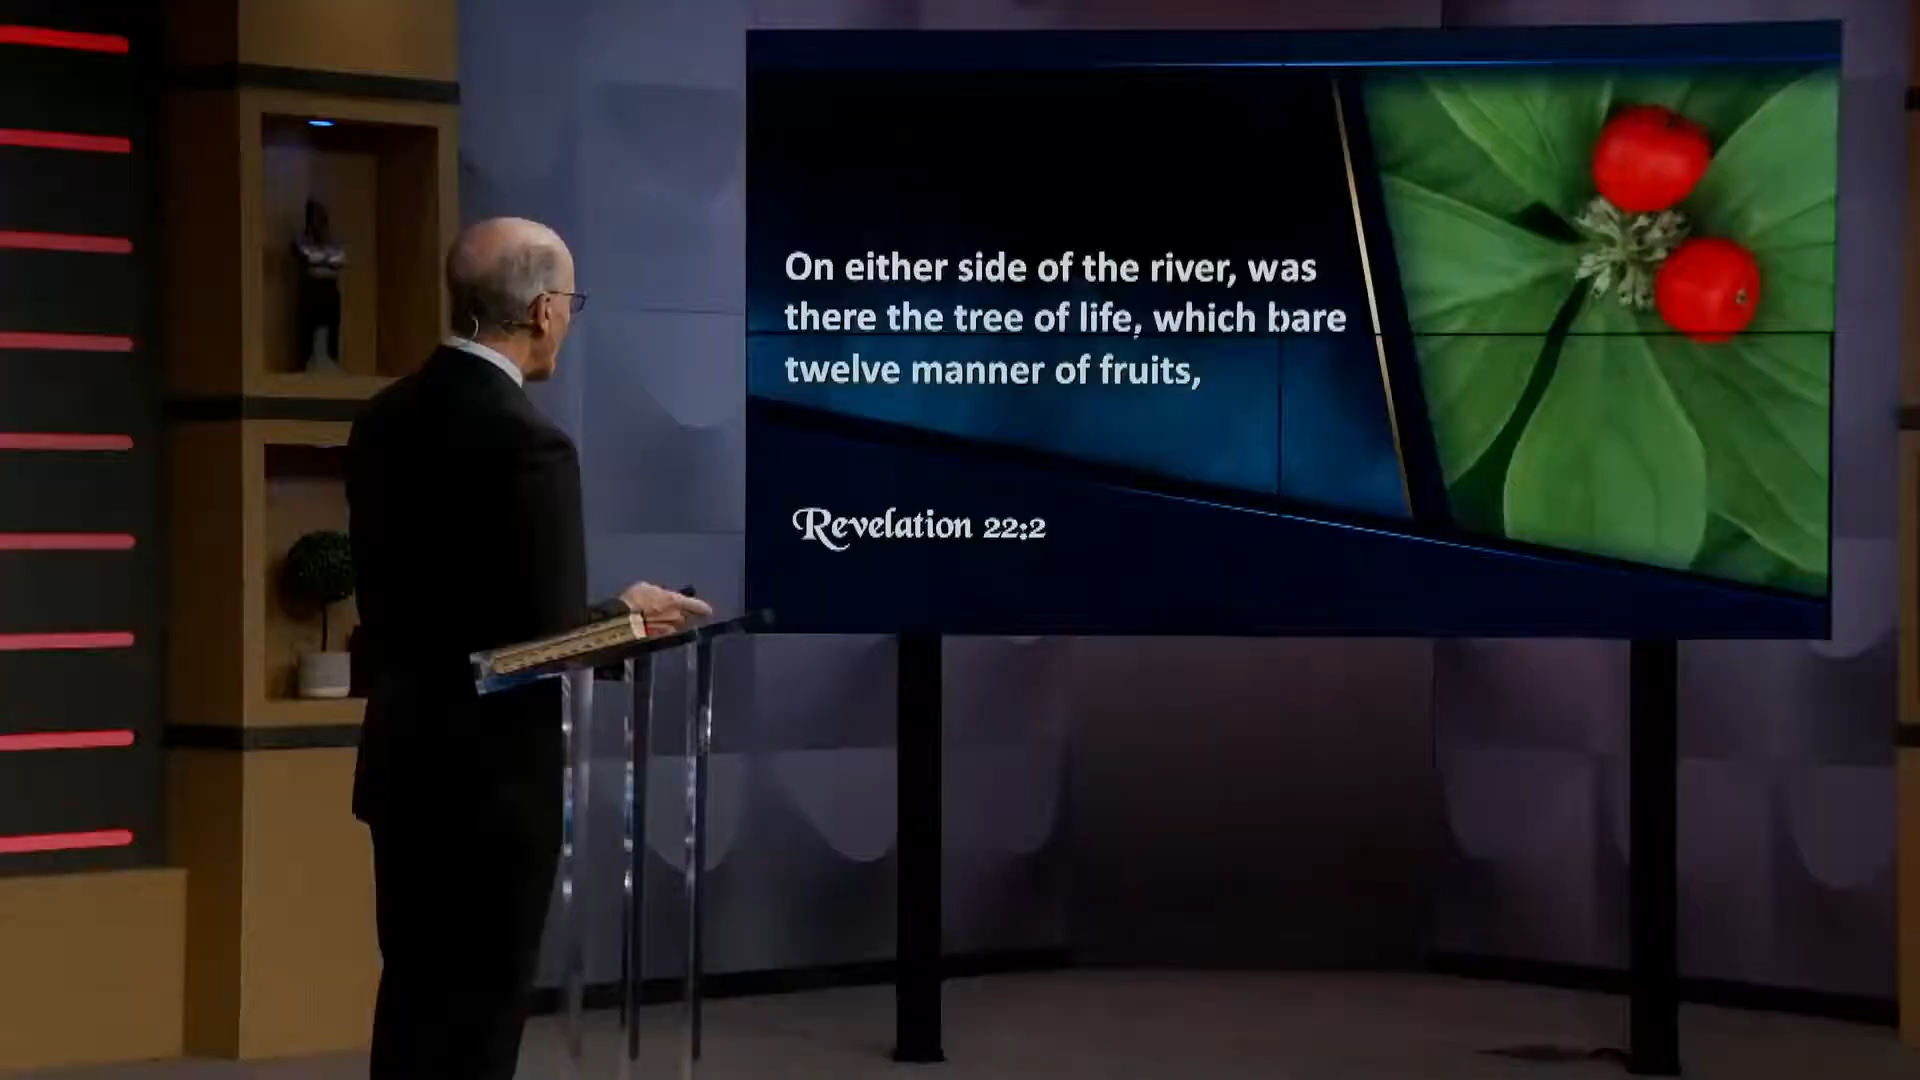 On either side of the river, was
there the tree of life, which bare
twelve manner of fruits,
Revelation 22:2